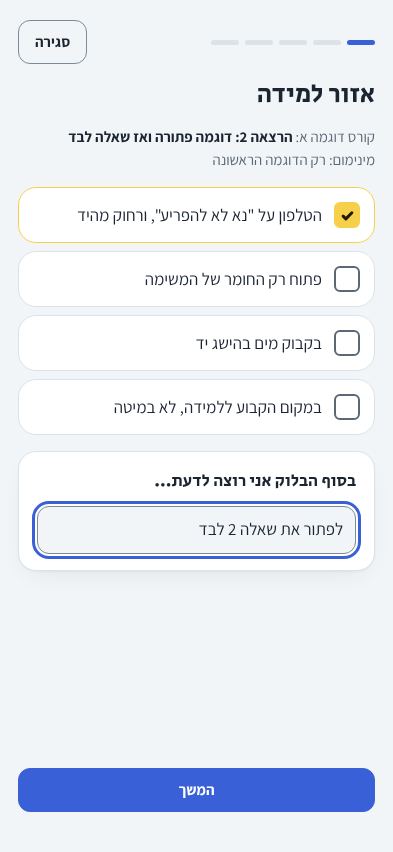 סגירה
אזור למידה
קורס דוגמה א: הרצאה 2: דוגמה פתורה ואז שאלה לבד
מינימום: רק הדוגמה הראשונה
הטלפון על "נא לא להפריע", ורחוק מהיד
פתוח רק החומר של המשימה
בקבוק מים בהישג יד
במקום הקבוע ללמידה, לא במיטה
בסוף הבלוק אני רוצה לדעת...
לפתור את שאלה 2 לבד
המשך